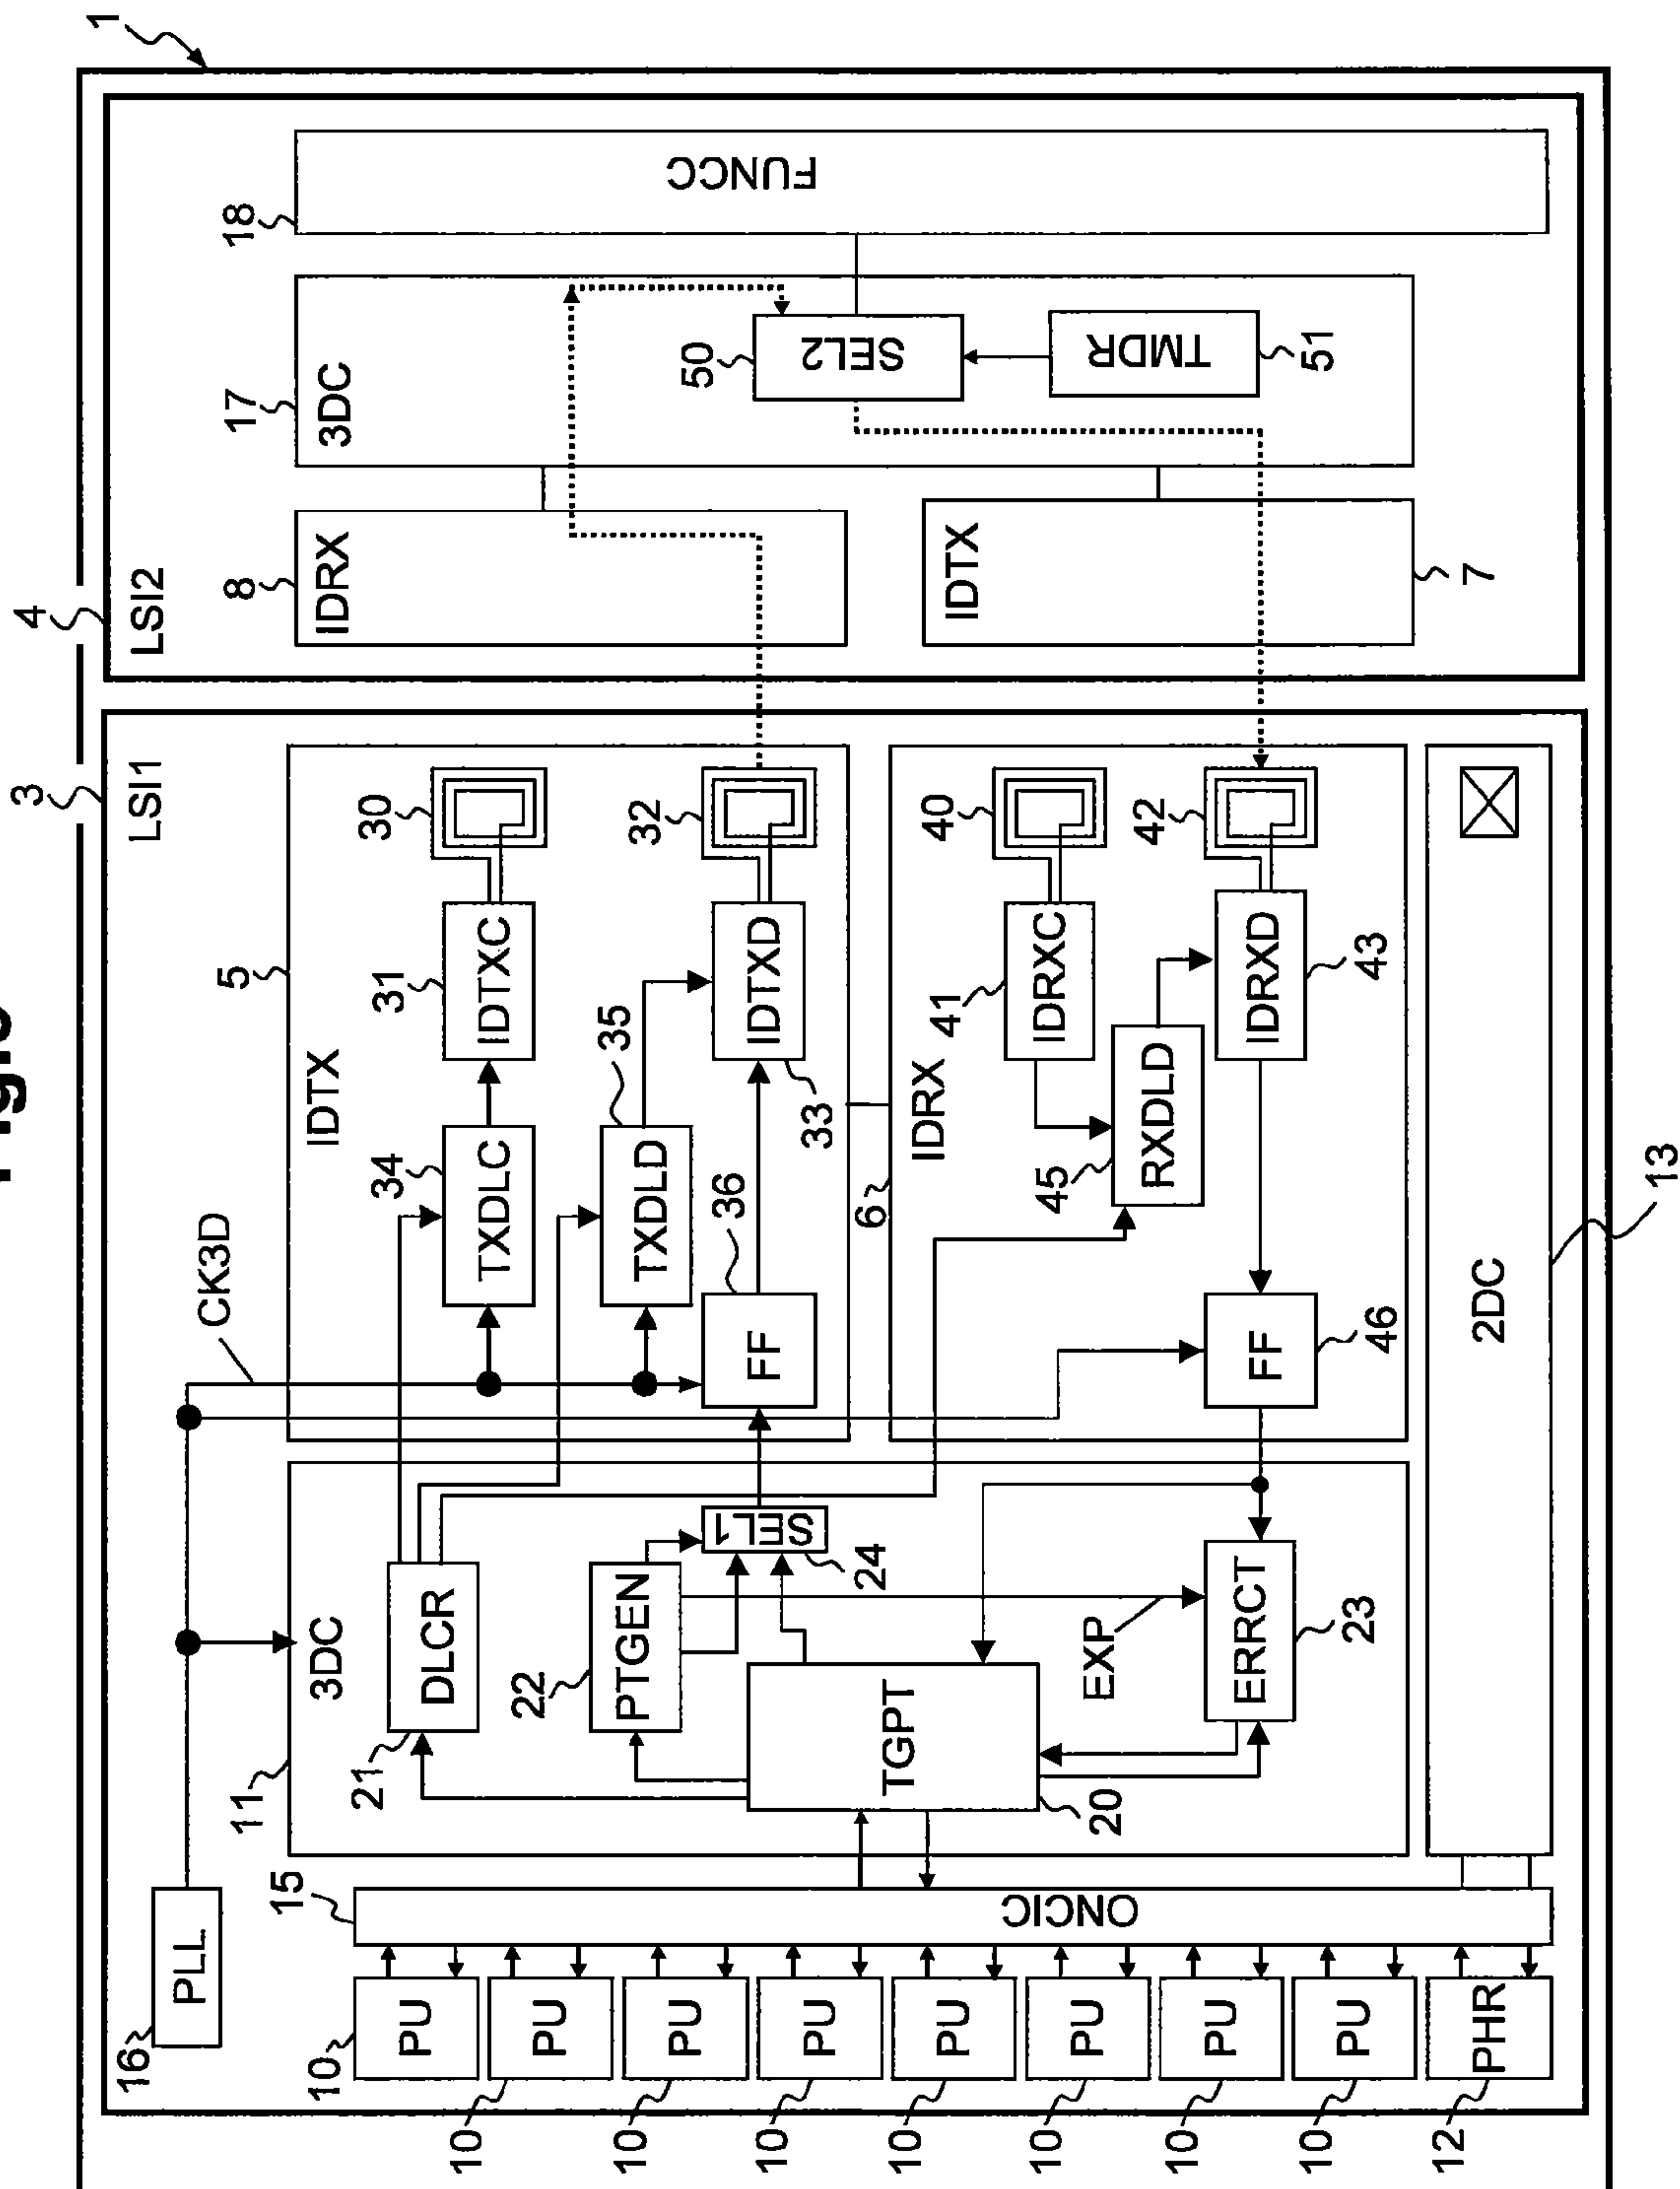 1
4
LSI2
18
FUNCC
17
3DC
50
SEL2
TMDR
51
8
IDRX
IDTX
7
3
LSI1
CK3D
5
IDTX
30
31
IDTXC
34
TXDLC
32
IDTXD
33
35
TXDLD
36
FF
6
IDRX
40
41
IDRXC
42
IDRXD
43
45
RXDLD
FF
46
11
3DC
DLCR
21
22
PTGEN
SEL1
24
TGPT
20
EXP
ERRCT
23
2DC
13
16
PLL
15
ONCIC
10
PU
10
PU
10
PU
10
PU
10
PU
10
PU
10
PU
10
PU
12
PHR